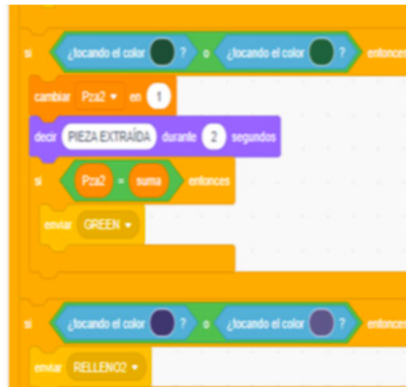 si ¿tocando el color ? o ¿tocando el color ? entonces
cambiar Pza2 en 1
decir PIEZA EXTRAÍDA durante 2 segundos
si Pza2 = suma entonces
enviar GREEN
si ¿tocando el color ? o ¿tocando el color ? entonces
enviar RELLENO2